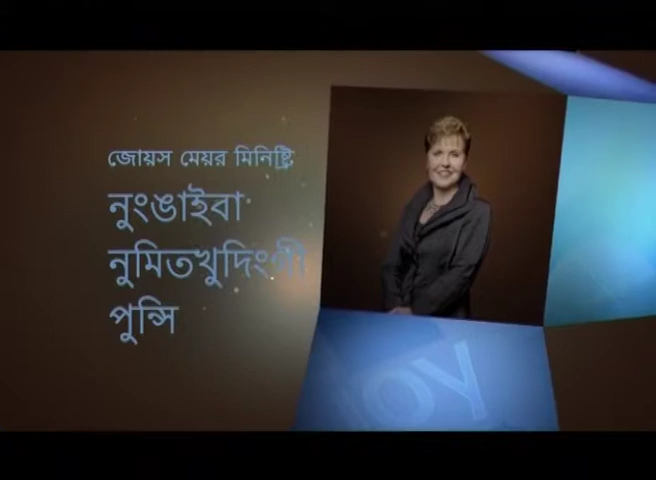 জোয়স মেয়র মিনিষ্ট্রি
নুংঙাইবা
নুমিতখুদিংগী
পুন্সি